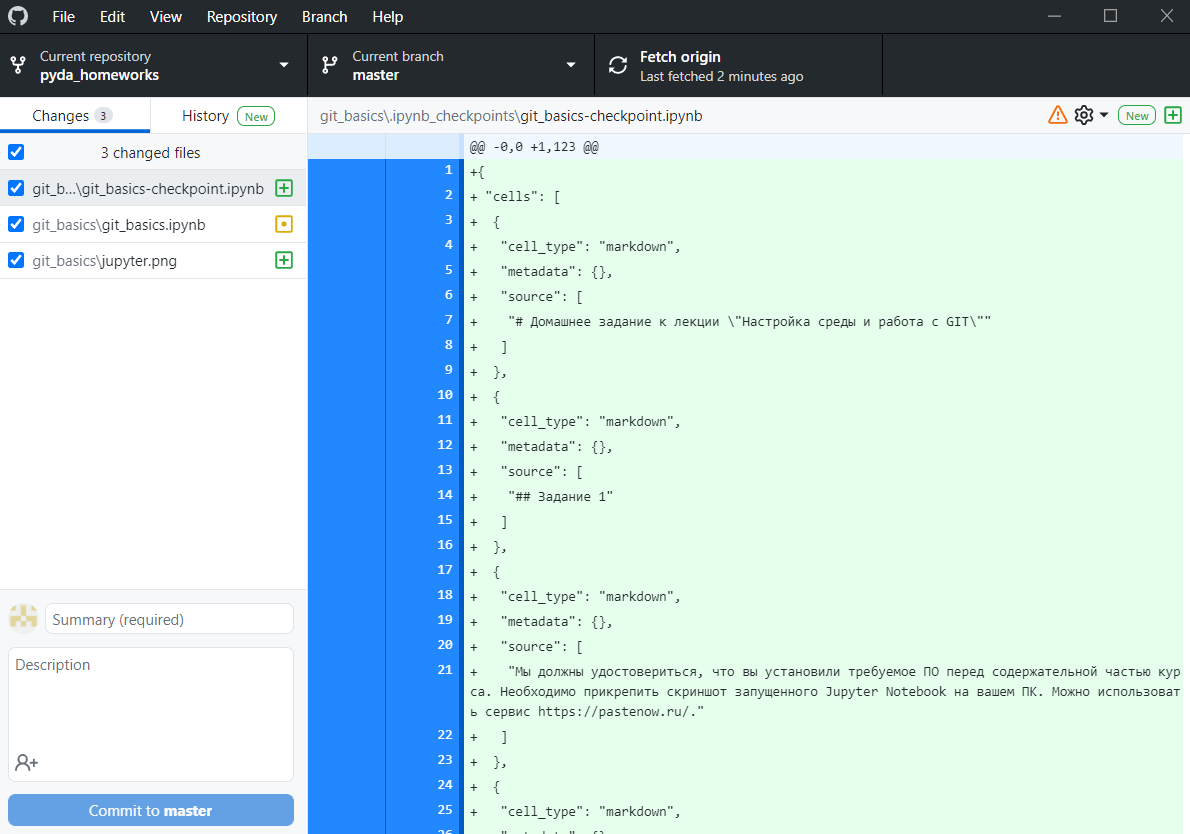 File Edit View Repository Branch Help
Current repository
pyda_homeworks
Current branch
master
Fetch origin
Last fetched 2 minutes ago
Changes 3
History New
git_basics\.ipynb_checkpoints\git_basics-checkpoint.ipynb
New
3 changed files
git_b...\git_basics-checkpoint.ipynb
git_basics\git_basics.ipynb
git_basics\jupyter.png
Summary (required)
Description
Commit to master
@@ -0,0 +1,123 @@
1 +{
2 + "cells": [
3 +  {
4 +   "cell_type": "markdown",
5 +   "metadata": {},
6 +   "source": [
7 +    "# Домашнее задание к лекции \"Настройка среды и работа с GIT\""
8 +   ]
9 +  },
10 +  {
11 +   "cell_type": "markdown",
12 +   "metadata": {},
13 +   "source": [
14 +    "## Задание 1"
15 +   ]
16 +  },
17 +  {
18 +   "cell_type": "markdown",
19 +   "metadata": {},
20 +   "source": [
21 +    "Мы должны удостовериться, что вы установили требуемое ПО перед содержательной частью кур
са. Необходимо прикрепить скриншот запущенного Jupyter Notebook на вашем ПК. Можно использоват
ь сервис https://pastenow.ru/."
22 +   ]
23 +  },
24 +  {
25 +   "cell_type": "markdown",